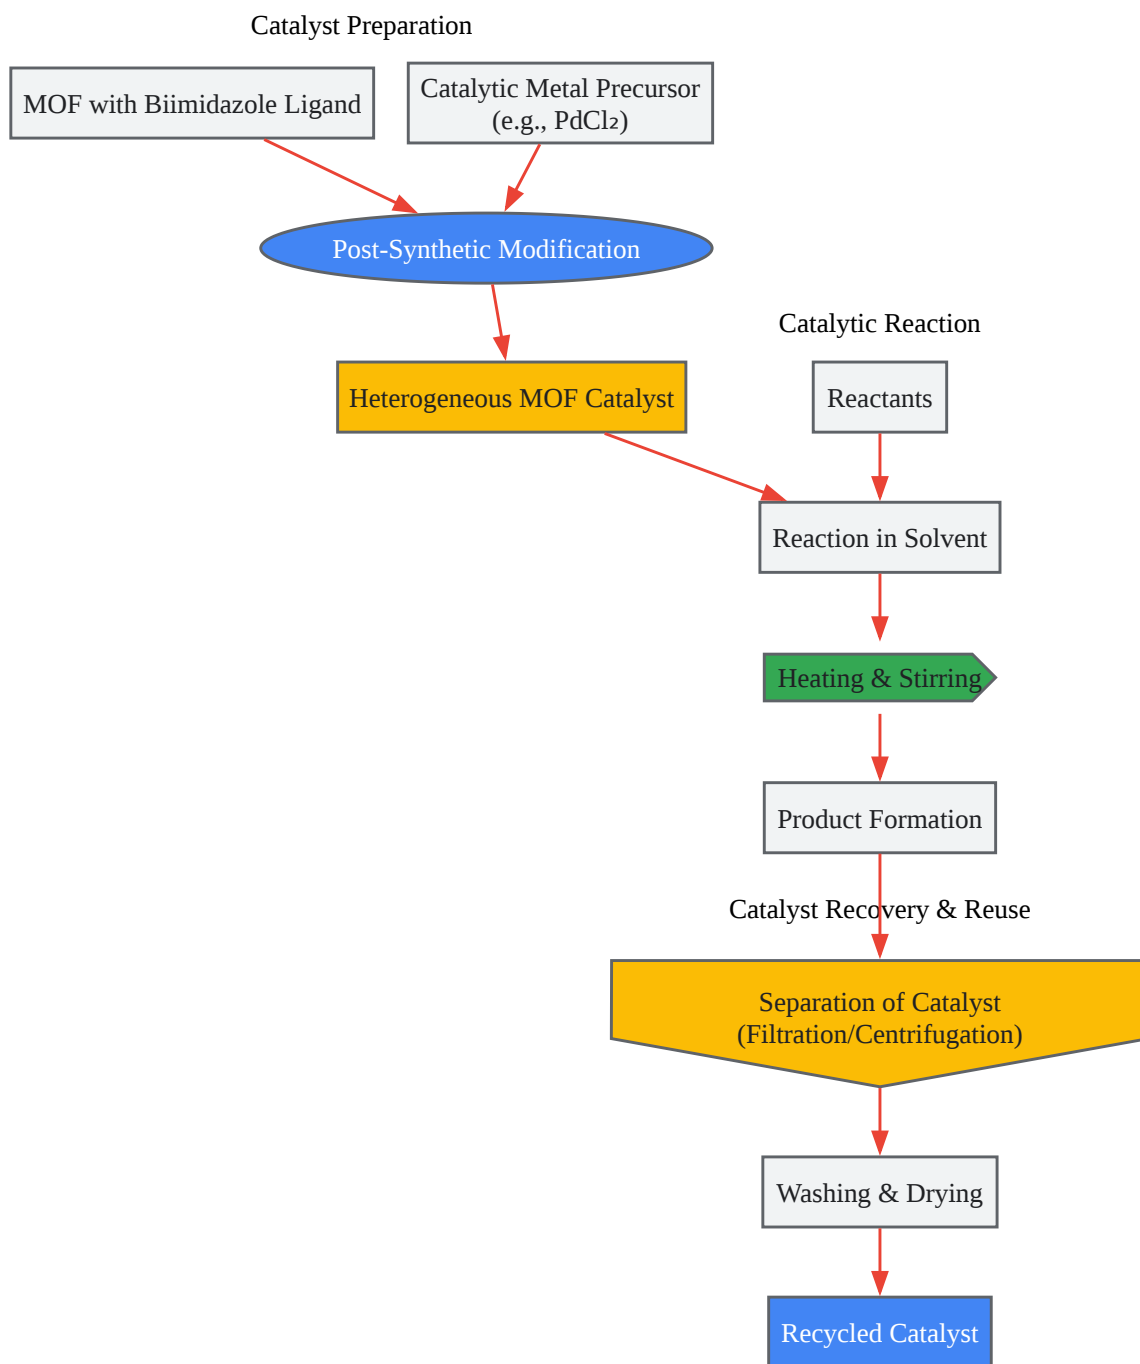 Catalyst Preparation
MOF with Biimidazole Ligand
Catalytic Metal Precursor
(e.g., PdCl₂)
Post-Synthetic Modification
Catalytic Reaction
Heterogeneous MOF Catalyst
Reactants
Reaction in Solvent
Heating & Stirring
Product Formation
Catalyst Recovery & Reuse
Separation of Catalyst
(Filtration/Centrifugation)
Washing & Drying
Recycled Catalyst